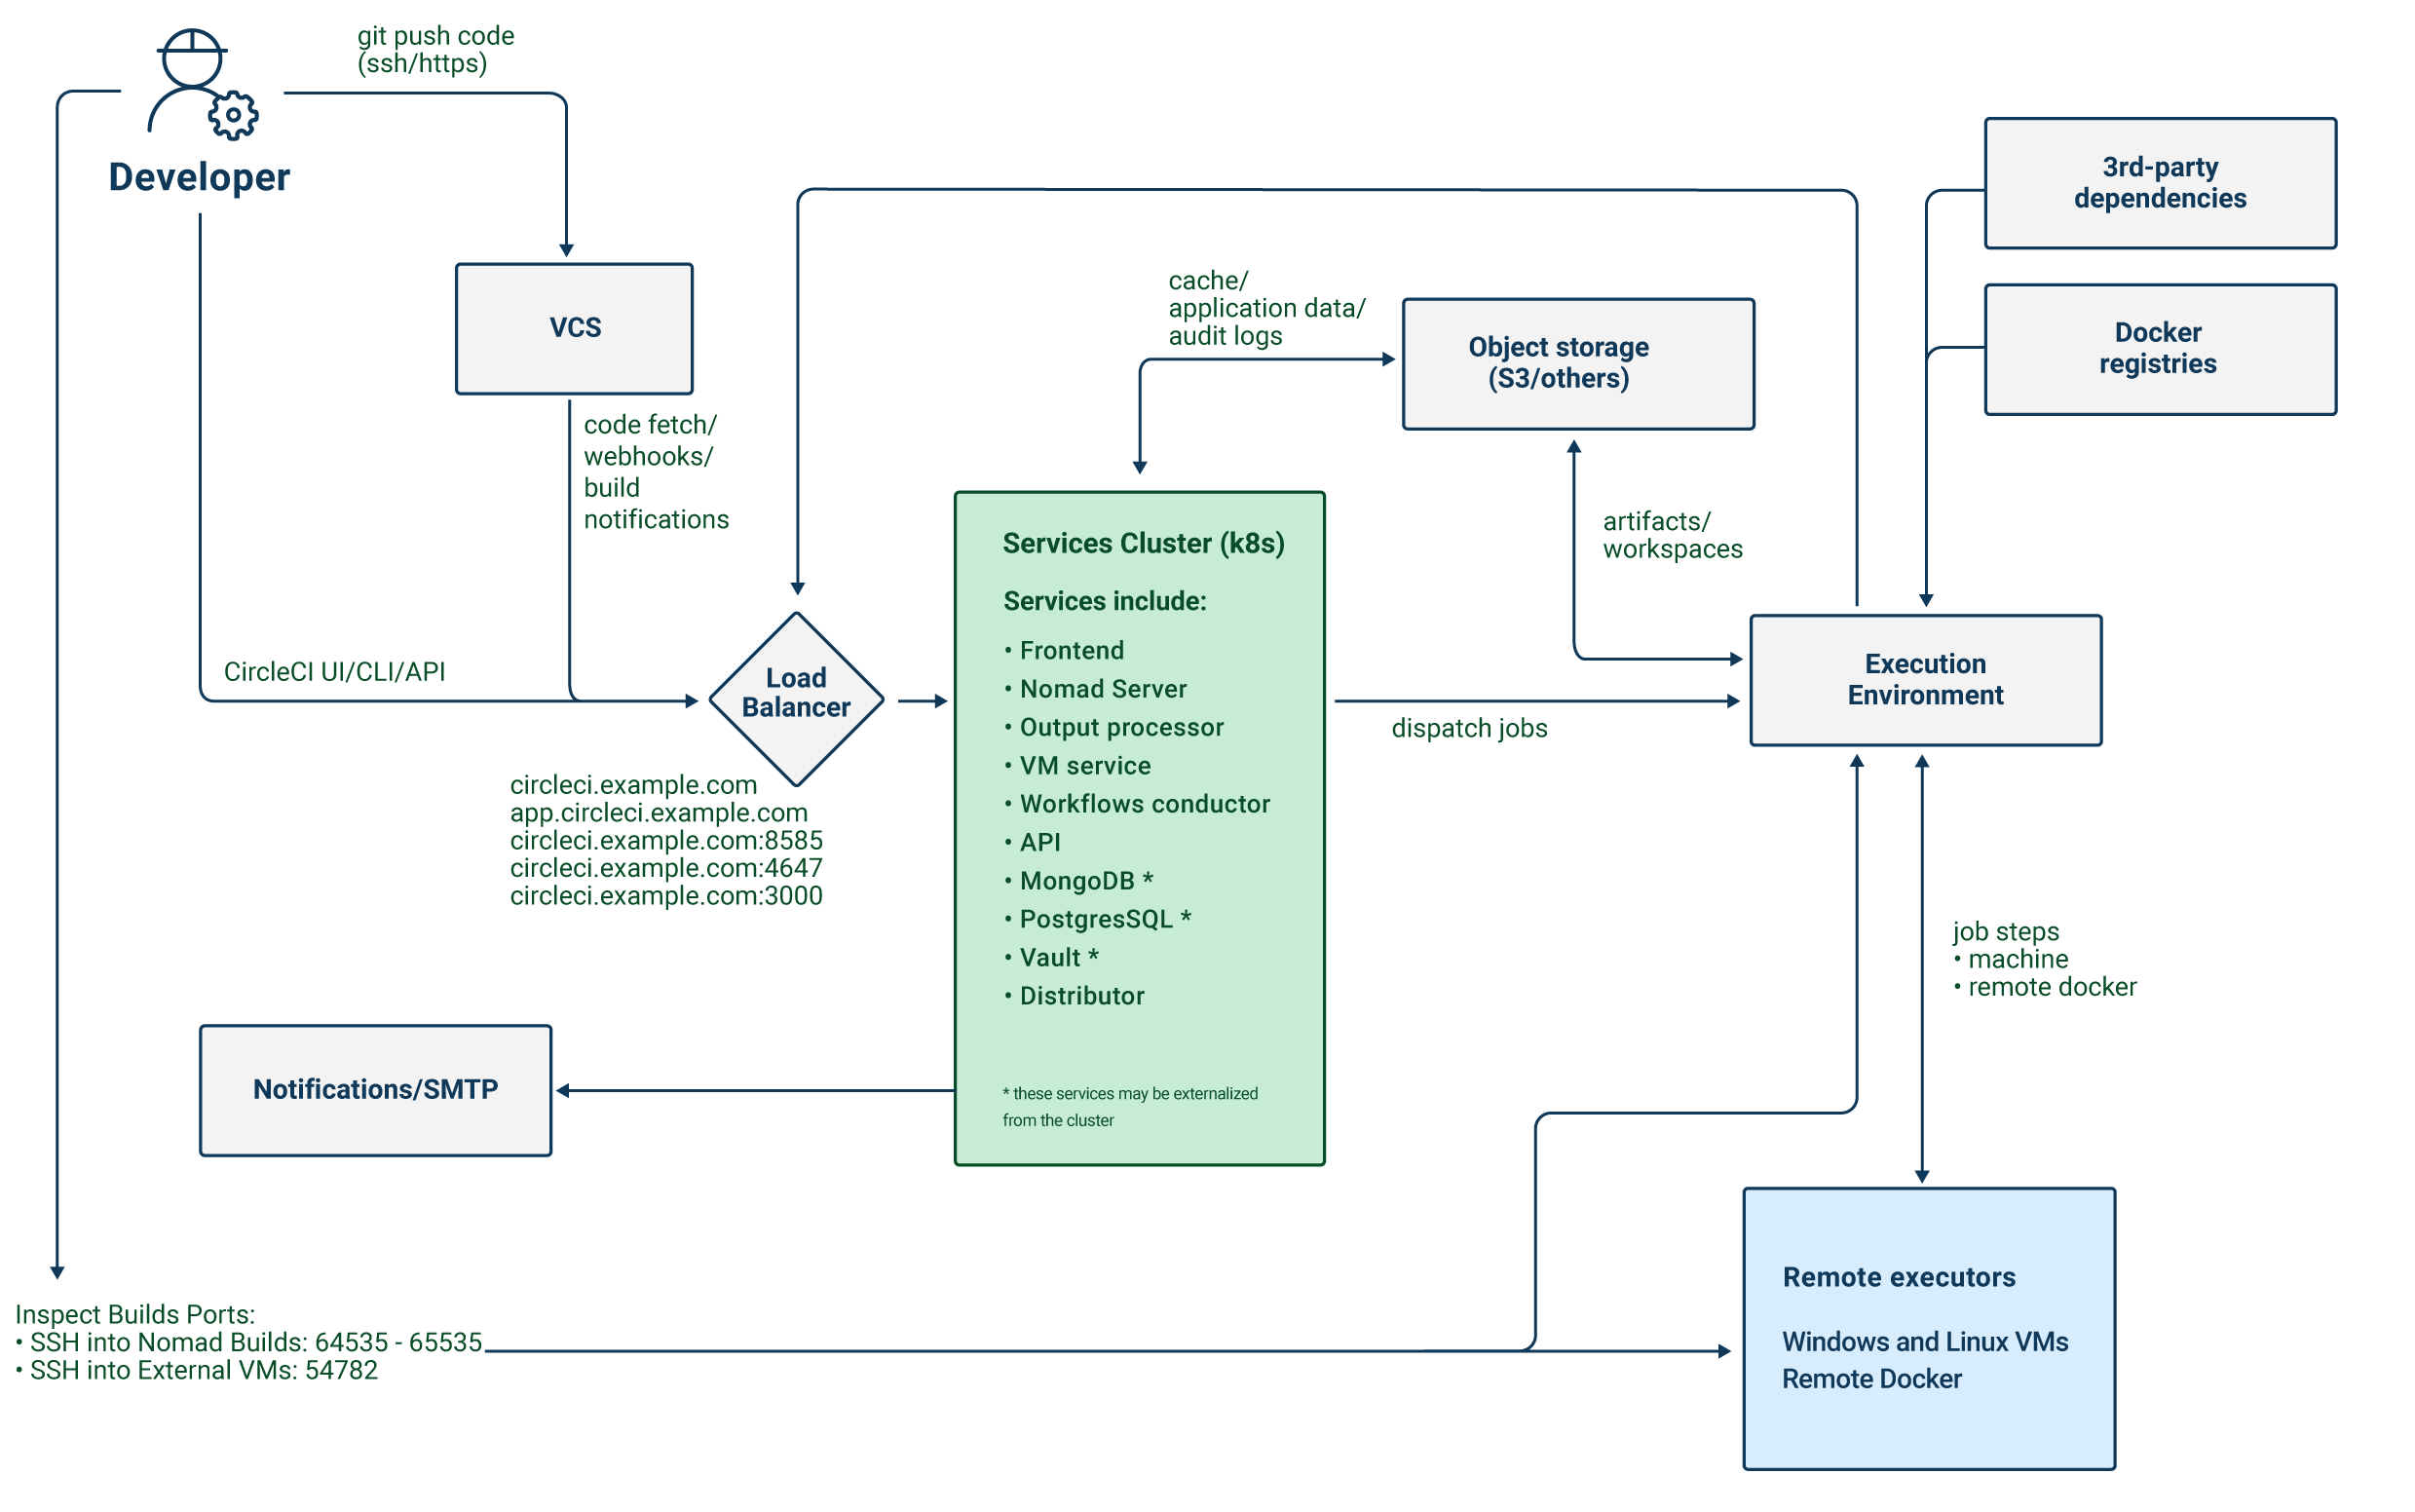 git push code
(ssh/https)
Developer
3rd-party
dependencies
VCS
cache/
application data/
audit logs
Object storage
(S3/others)
Docker
registries
code fetch/
webhooks/
build
notifications
artifacts/
workspaces
Services Cluster (k8s)
Services include:
• Frontend
• Nomad Server
• Output processor
• VM service
• Workflows conductor
• API
• MongoDB *
• PostgresSQL *
• Vault *
• Distributor
* these services may be externalized
from the cluster
CircleCI UI/CLI/API
Load
Balancer
Execution
Environment
dispatch jobs
circleci.example.com
app.circleci.example.com
circleci.example.com:8585
circleci.example.com:4647
circleci.example.com:3000
job steps
• machine
• remote docker
Notifications/SMTP
Remote executors
Windows and Linux VMs
Remote Docker
Inspect Builds Ports:
• SSH into Nomad Builds: 64535 - 65535
• SSH into External VMs: 54782